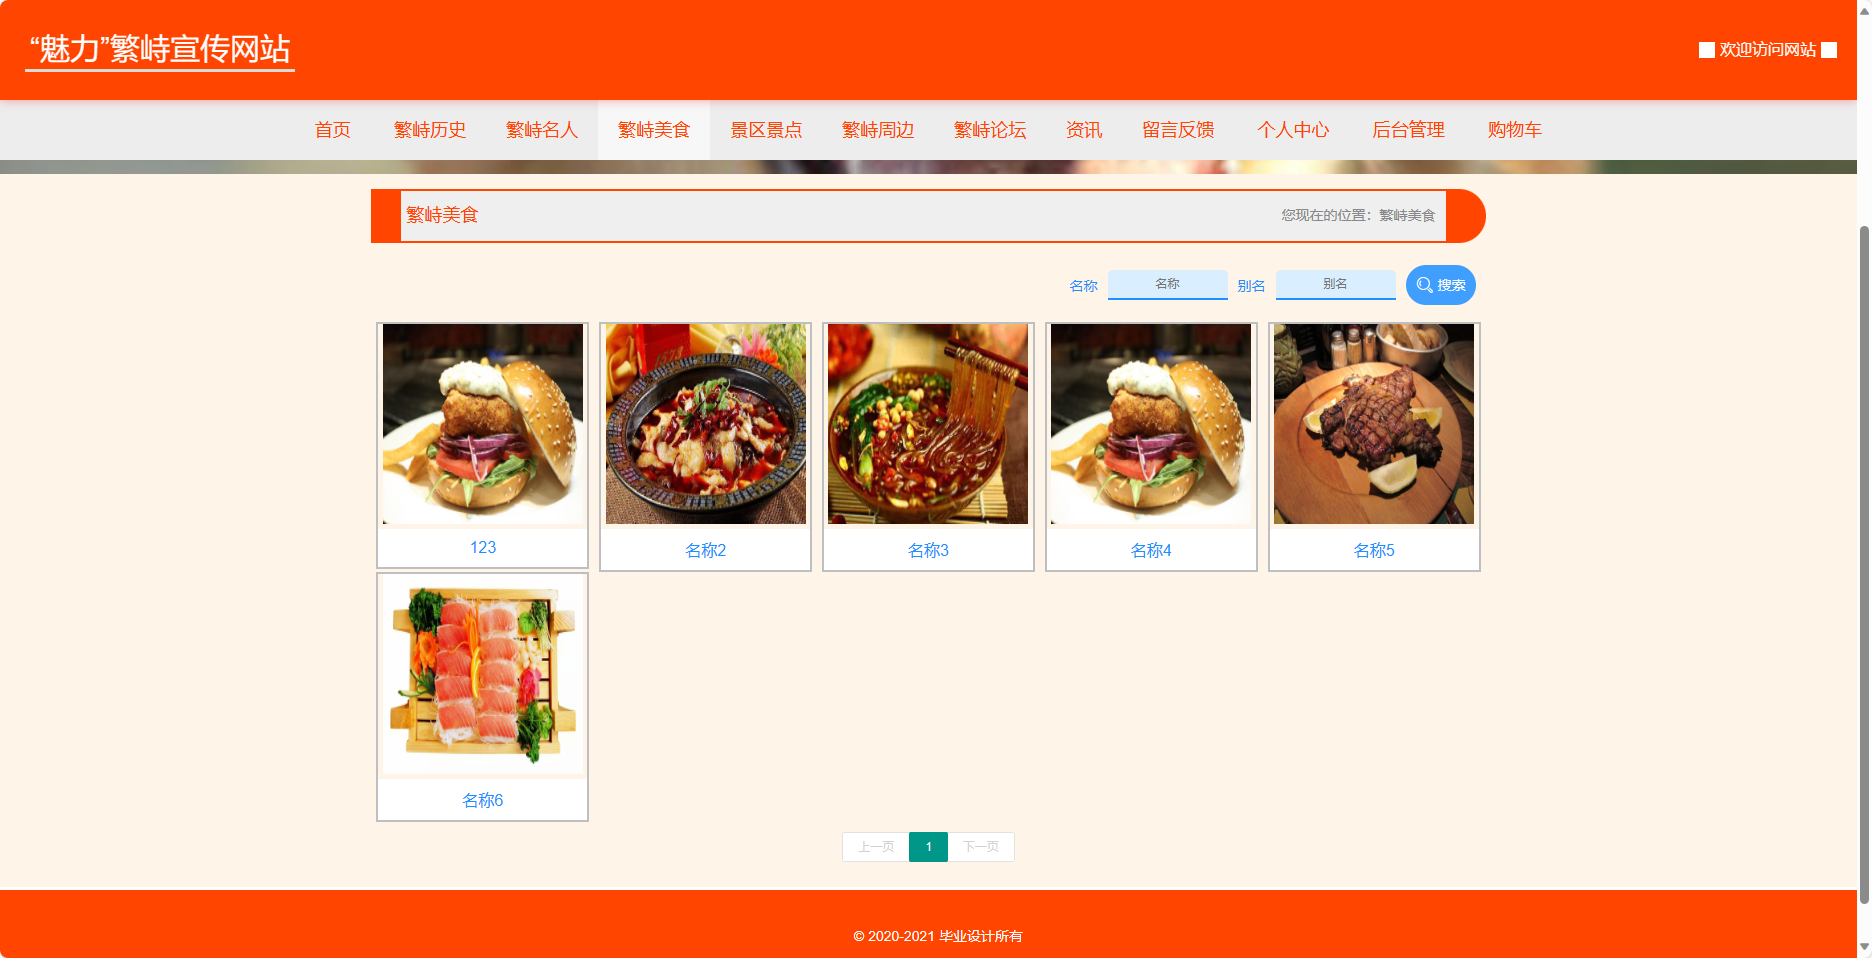 “魅力”繁峙宣传网站
欢迎访问网站
首页 繁峙历史 繁峙名人 繁峙美食 景区景点 繁峙周边 繁峙论坛 资讯 留言反馈 个人中心 后台管理 购物车
繁峙美食
您现在的位置：繁峙美食
名称 名称 别名 别名 搜索
1573
123
名称2
名称3
名称4
名称5
名称6
上一页 1 下一页
© 2020-2021 毕业设计所有